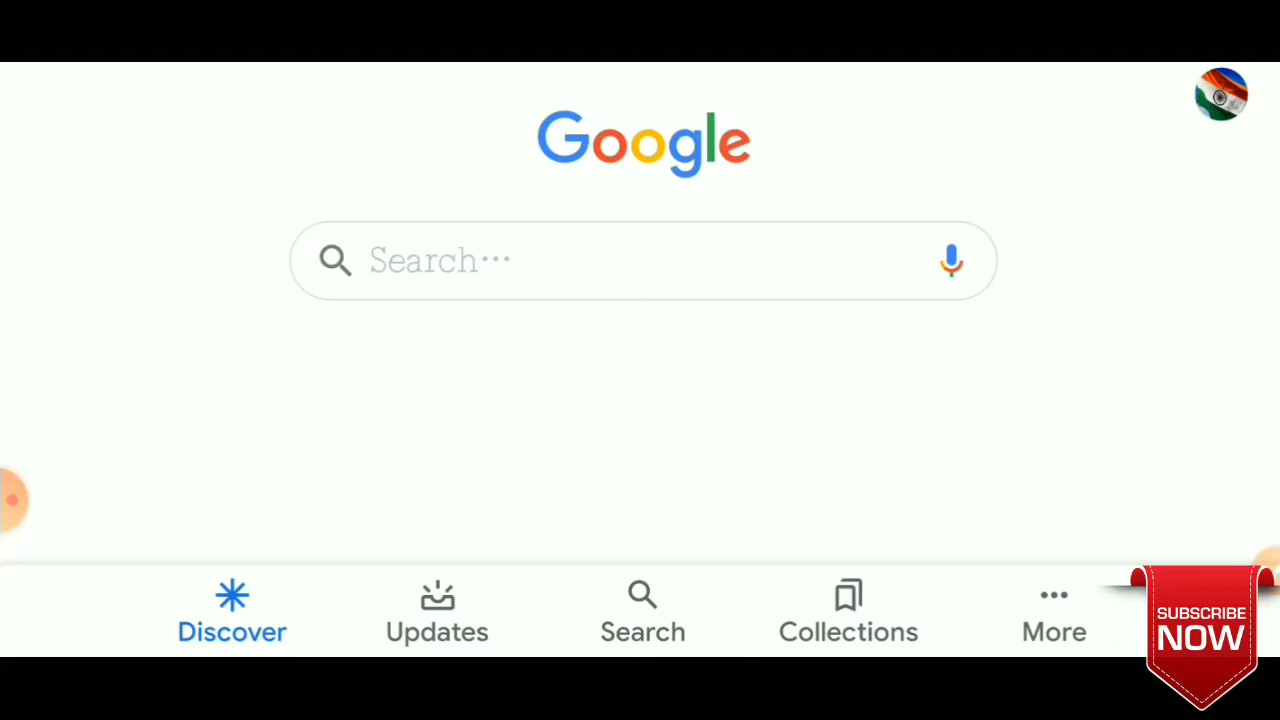 Google
Search···
Discover
Updates
Search
Collections
More
SUBSCRIBE
NOW